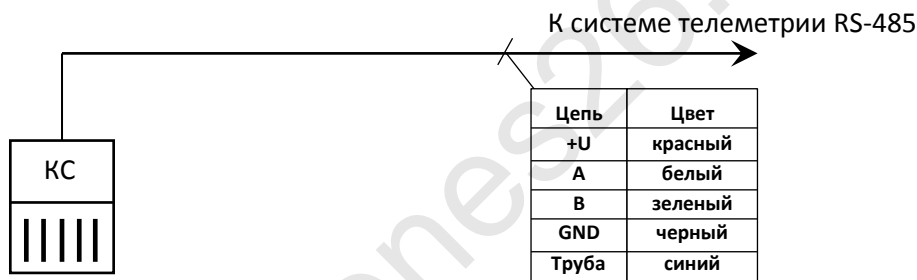 К системе телеметрии RS-485
Цепь Цвет
+U красный
КС
A белый
B зеленый
GND черный
Труба синий